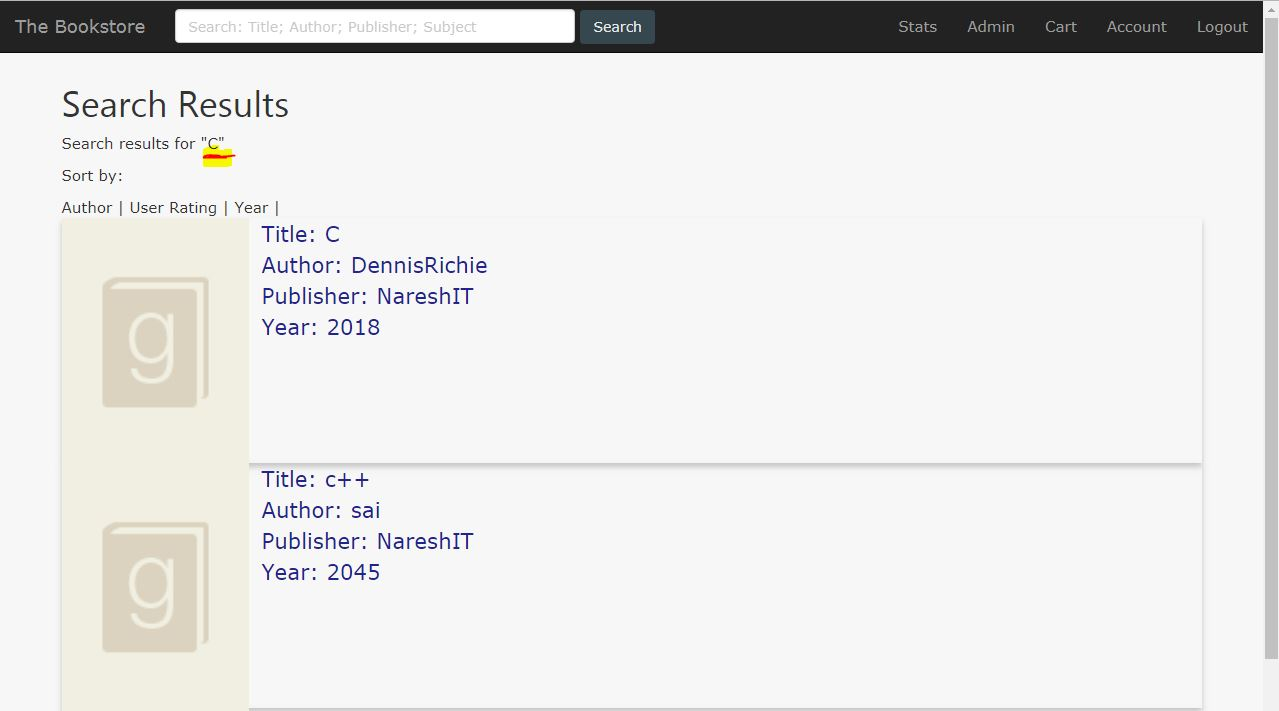 The Bookstore Search: Title; Author; Publisher; Subject Search Stats Admin Cart Account Logout
Search Results
Search results for "C"
Sort by:
Author | User Rating | Year |
g
Title: C
Author: DennisRichie
Publisher: NareshIT
Year: 2018
g
Title: c++
Author: sai
Publisher: NareshIT
Year: 2045